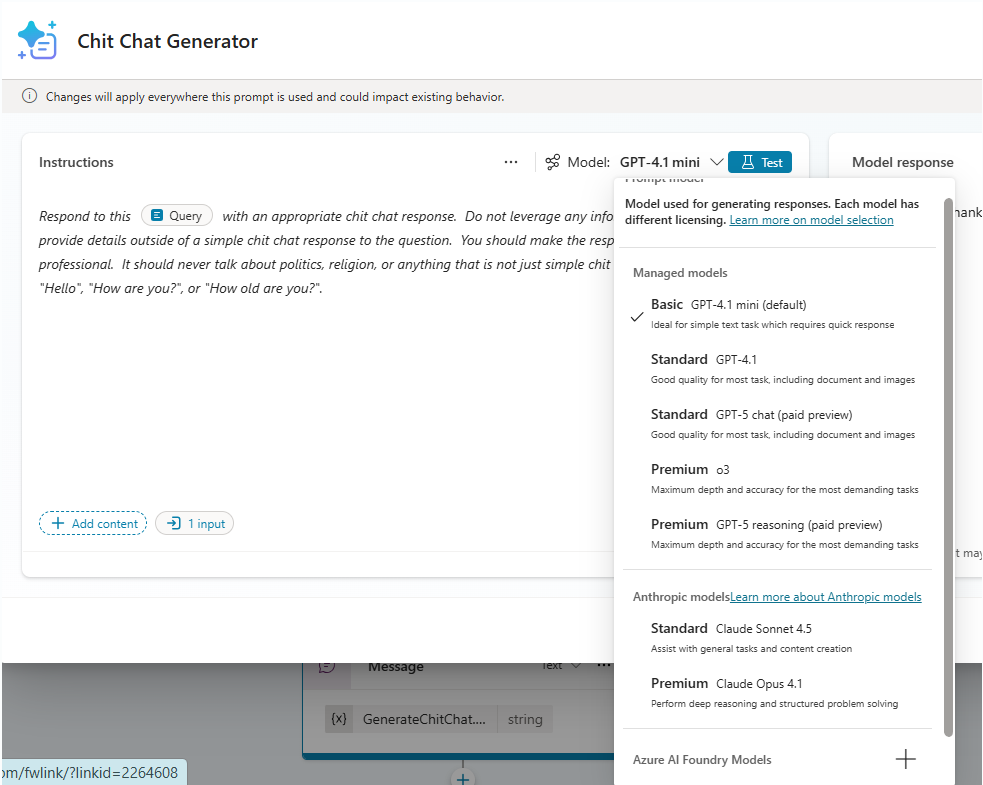 Chit Chat Generator
Changes will apply everywhere this prompt is used and could impact existing behavior.
Instructions
Model: GPT-4.1 mini
Test
Model response
Respond to this Query with an appropriate chit chat response. Do not leverage any info
provide details outside of a simple chit chat response to the question. You should make the resp
professional. It should never talk about politics, religion, or anything that is not just simple chit
"Hello", "How are you?", or "How old are you?".
Add content
1 input
Prompt model
Model used for generating responses. Each model has
different licensing. Learn more on model selection
Managed models
Basic GPT-4.1 mini (default)
Ideal for simple text task which requires quick response
Standard GPT-4.1
Good quality for most task, including document and images
Standard GPT-5 chat (paid preview)
Good quality for most task, including document and images
Premium o3
Maximum depth and accuracy for the most demanding tasks
Premium GPT-5 reasoning (paid preview)
Maximum depth and accuracy for the most demanding tasks
Anthropic models Learn more about Anthropic models
Standard Claude Sonnet 4.5
Assist with general tasks and content creation
Premium Claude Opus 4.1
Perform deep reasoning and structured problem solving
Azure AI Foundry Models
hank
t may
Message
Text
{x} GenerateChitChat.... string
om/fwlink/?linkid=2264608